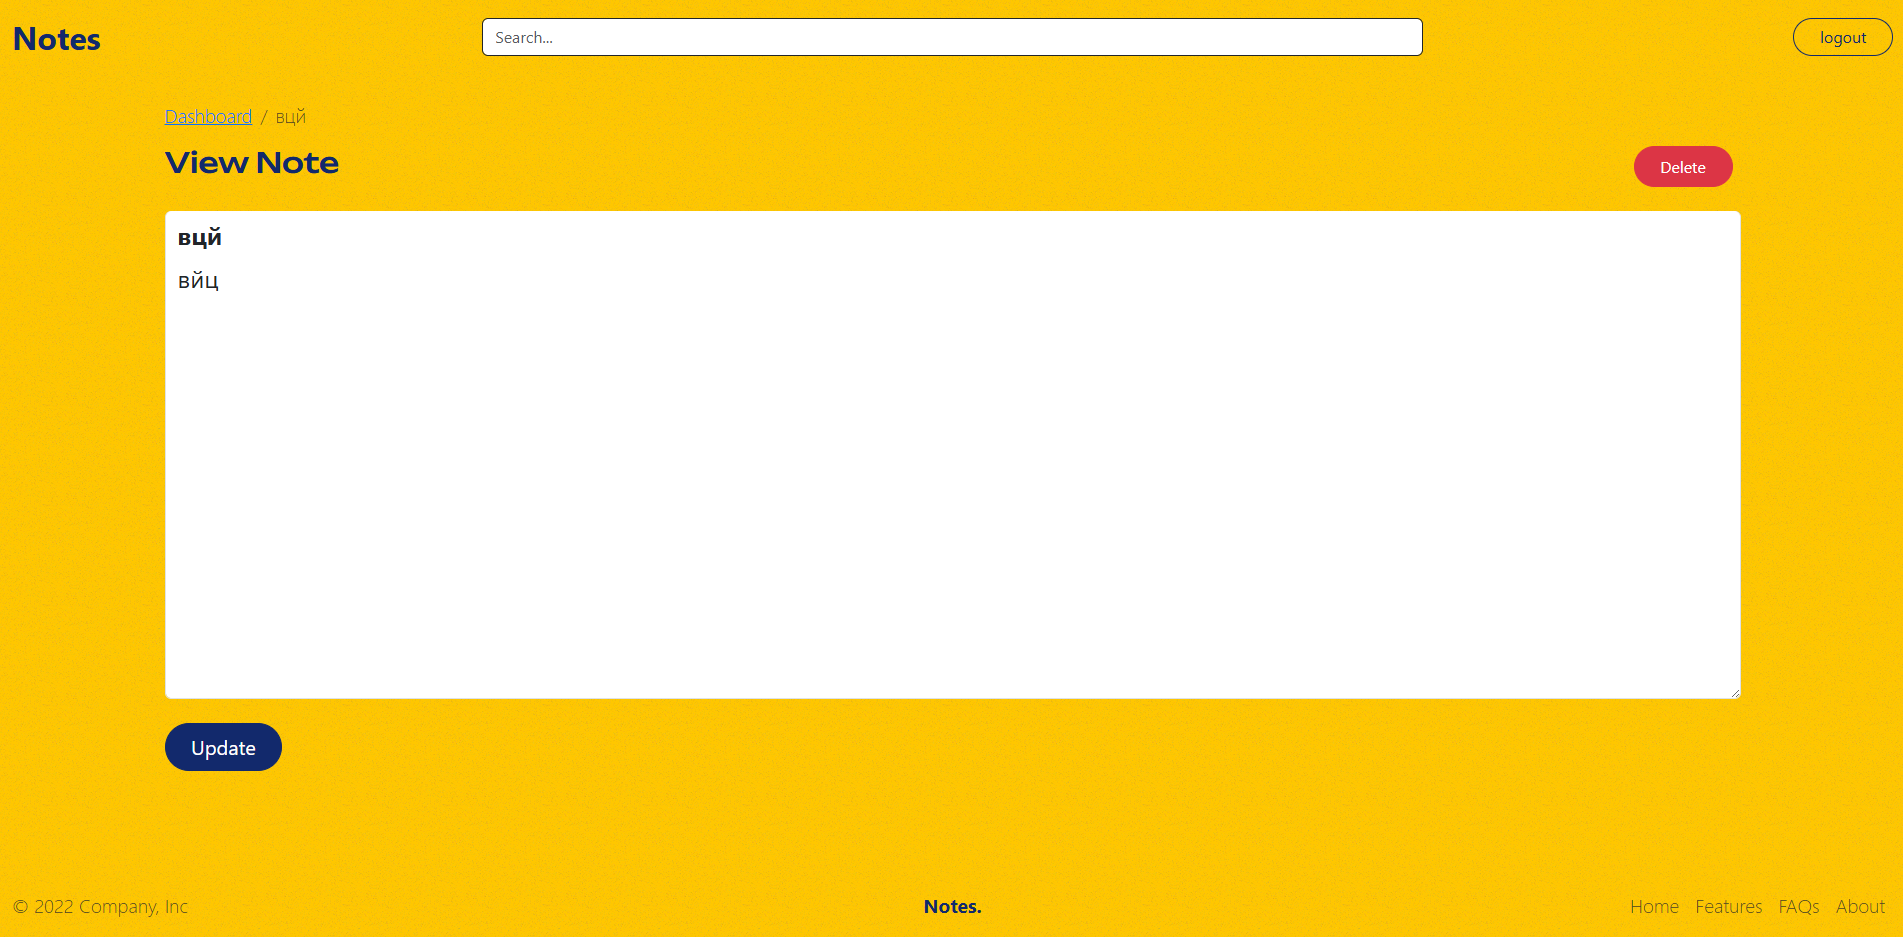 Notes
Search...
logout
Dashboard / вцй
View Note
Delete
вцй
вйц
Update
© 2022 Company, Inc
Notes.
Home Features FAQs About